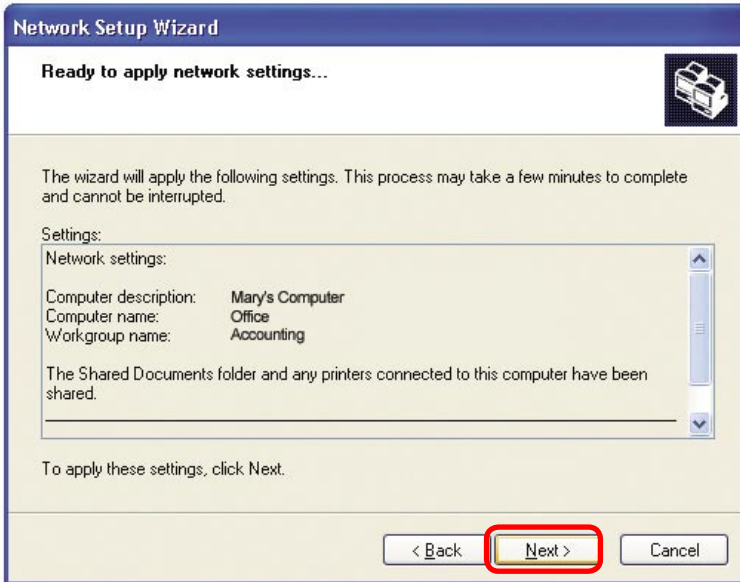 Network Setup Wizard
Ready to apply network settings...
The wizard will apply the following settings. This process may take a few minutes to complete
and cannot be interrupted.
Settings:
Network settings:
Computer description: Mary's Computer
Computer name: Office
Workgroup name: Accounting
The Shared Documents folder and any printers connected to this computer have been
shared.
To apply these settings, click Next.
< Back Next > Cancel